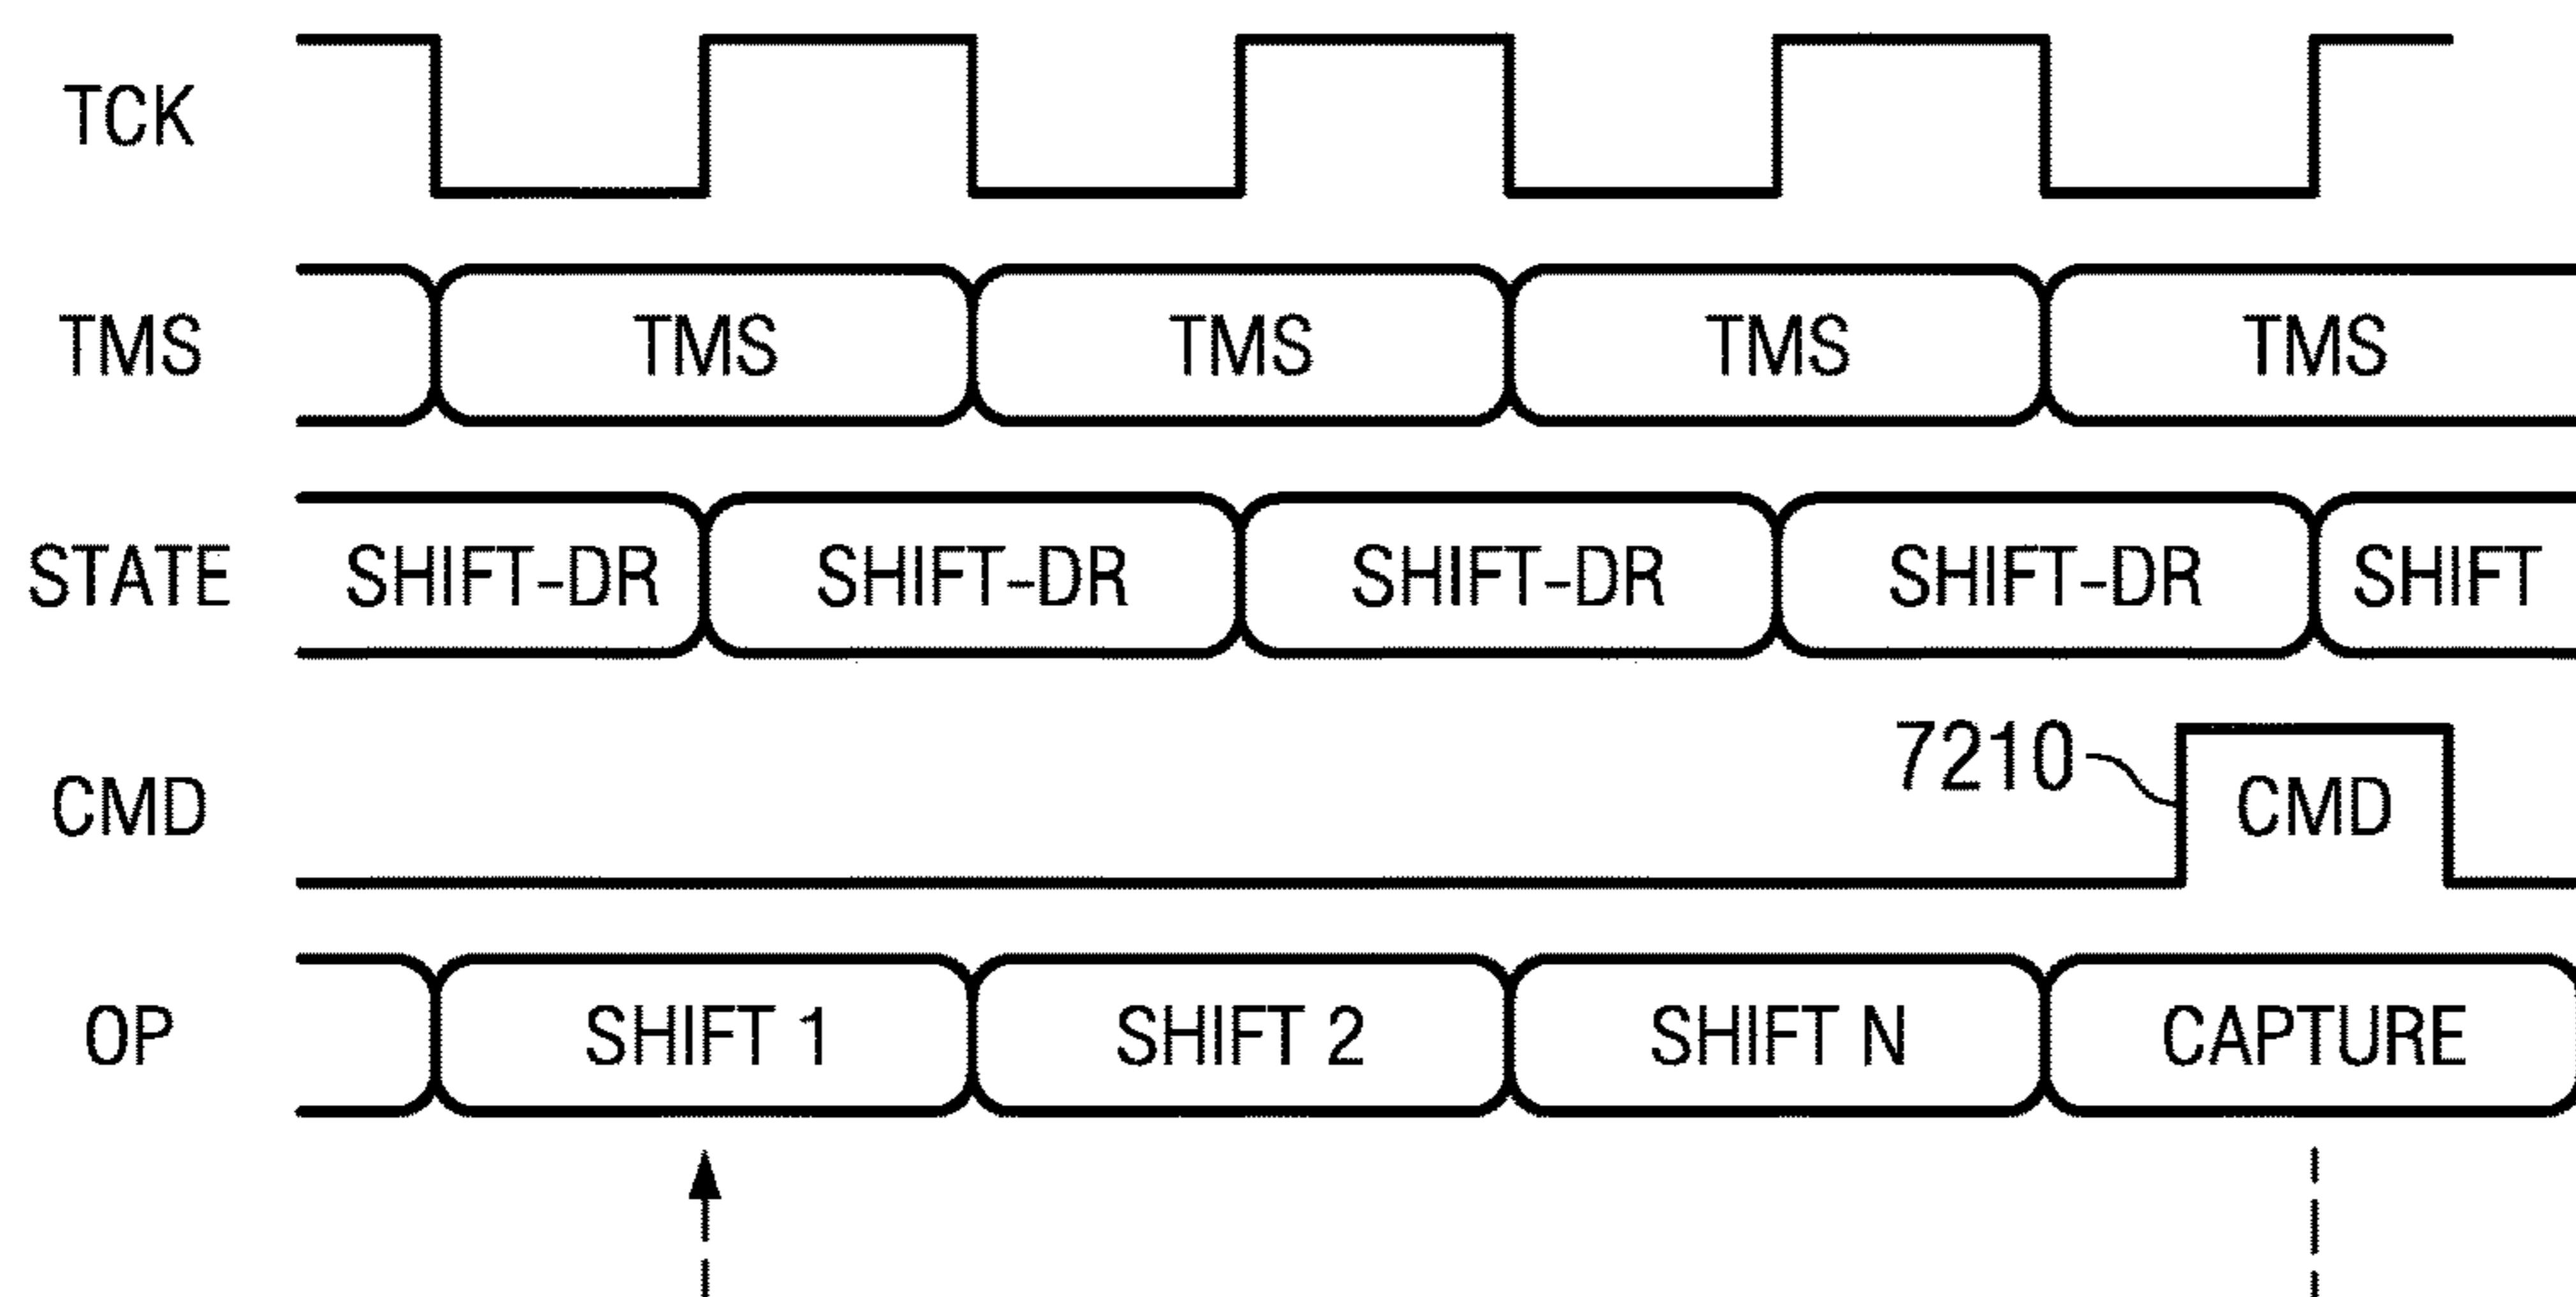 TCK
TMS TMS TMS TMS TMS
STATE SHIFT-DR SHIFT-DR SHIFT-DR SHIFT-DR SHIFT
7210
CMD CMD
OP SHIFT 1 SHIFT 2 SHIFT N CAPTURE